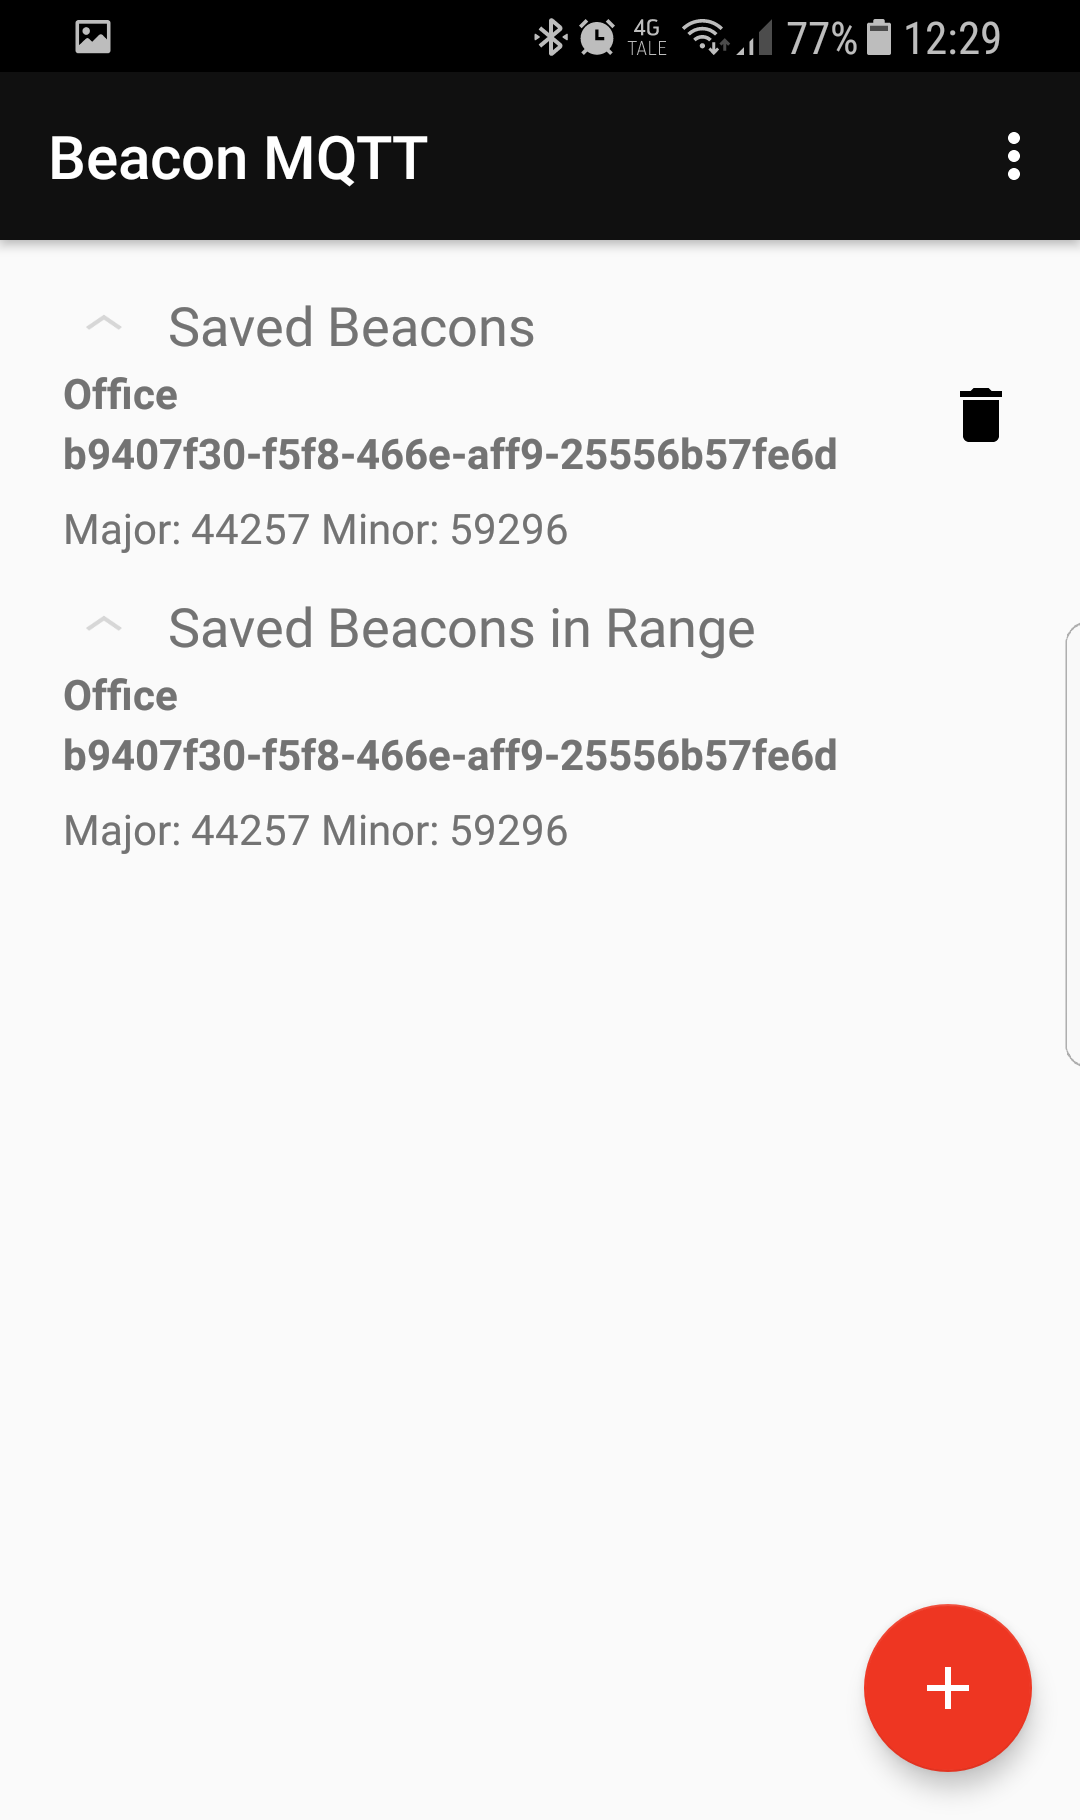 4G
TALE
77%
12:29
Beacon MQTT
Saved Beacons
Office
b9407f30-f5f8-466e-aff9-25556b57fe6d
Major: 44257 Minor: 59296
Saved Beacons in Range
Office
b9407f30-f5f8-466e-aff9-25556b57fe6d
Major: 44257 Minor: 59296